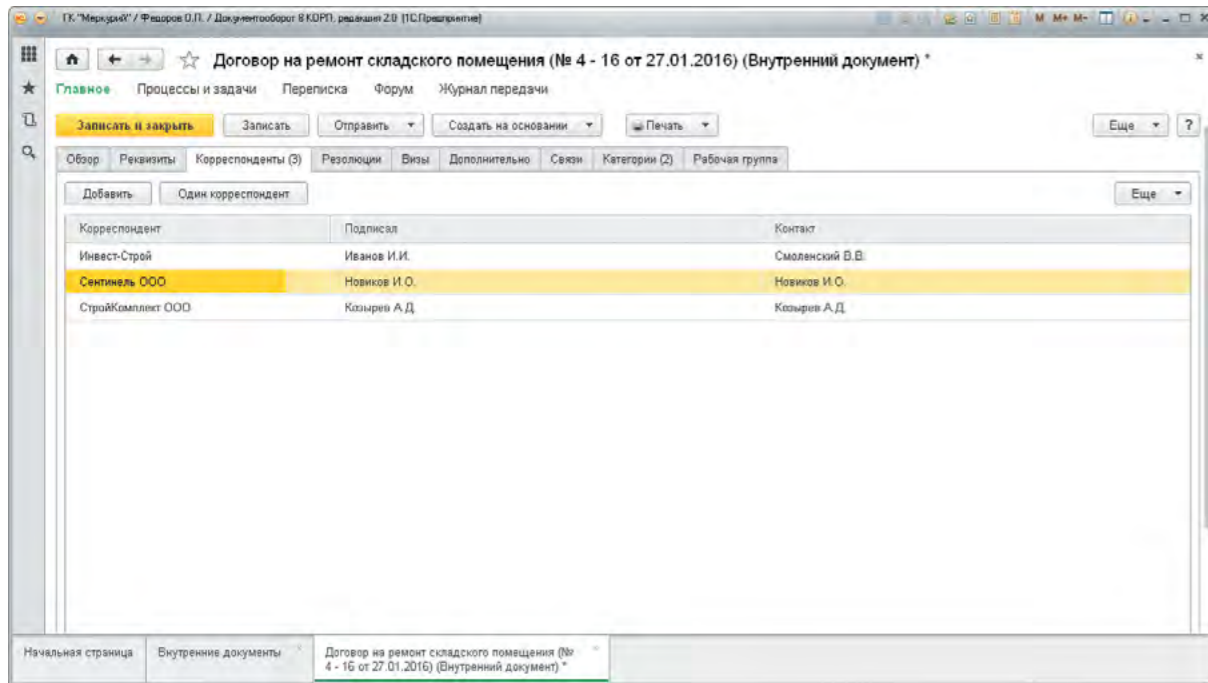 ГК "Меркурий" / Федоров О.П. / Документооборот 8 КОРП, редакция 2.0 (1С:Предприятие)
M M+ M-
Договор на ремонт складского помещения (№ 4 - 16 от 27.01.2016) (Внутренний документ) *
Главное Процессы и задачи Переписка Форум Журнал передачи
Записать и закрыть Записать Отправить Создать на основании Печать Еще ?
Обзор Реквизиты Корреспонденты (3) Резолюции Визы Дополнительно Связи Категории (2) Рабочая группа
Добавить Один корреспондент Еще
Корреспондент Подписал Контакт
Инвест-Строй Иванов И.И. Смоленский В.В.
Сентинель ООО Новиков И.О. Новиков И.О.
СтройКомплект ООО Козырев А.Д. Козырев А.Д.
Начальная страница Внутренние документы Договор на ремонт складского помещения (№
4 - 16 от 27.01.2016) (Внутренний документ) *